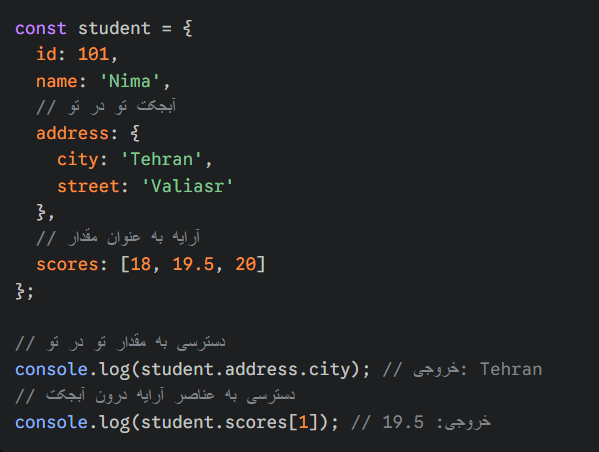 const student = {
  id: 101,
  name: 'Nima',
  // آبجکت تو در تو
  address: {
    city: 'Tehran',
    street: 'Valiasr'
  },
  // آرایه به عنوان مقدار
  scores: [18, 19.5, 20]
};

// دسترسی به مقدار تو در تو
console.log(student.address.city); // خروجی: Tehran
// دسترسی به عناصر آرایه درون آبجکت
console.log(student.scores[1]); // خروجی: 19.5